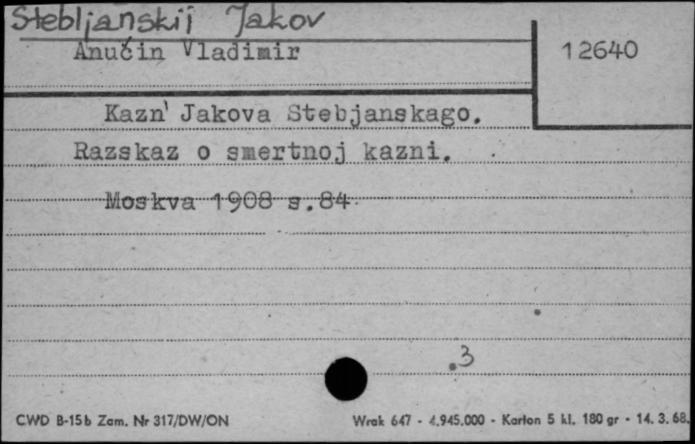 Stebljanskij Jakov
Anučin Vladimir
12640
Kazn' Jakova Stebjanskago.
Razskaz o smertnoj kazni.
Moskva 1908 s.84.
3
CWD B-15b Zam. Nr 317/DW/ON
Wrak 647 - 4.945.000 - Karton 5 kl. 180 gr - 14. 3. 68.